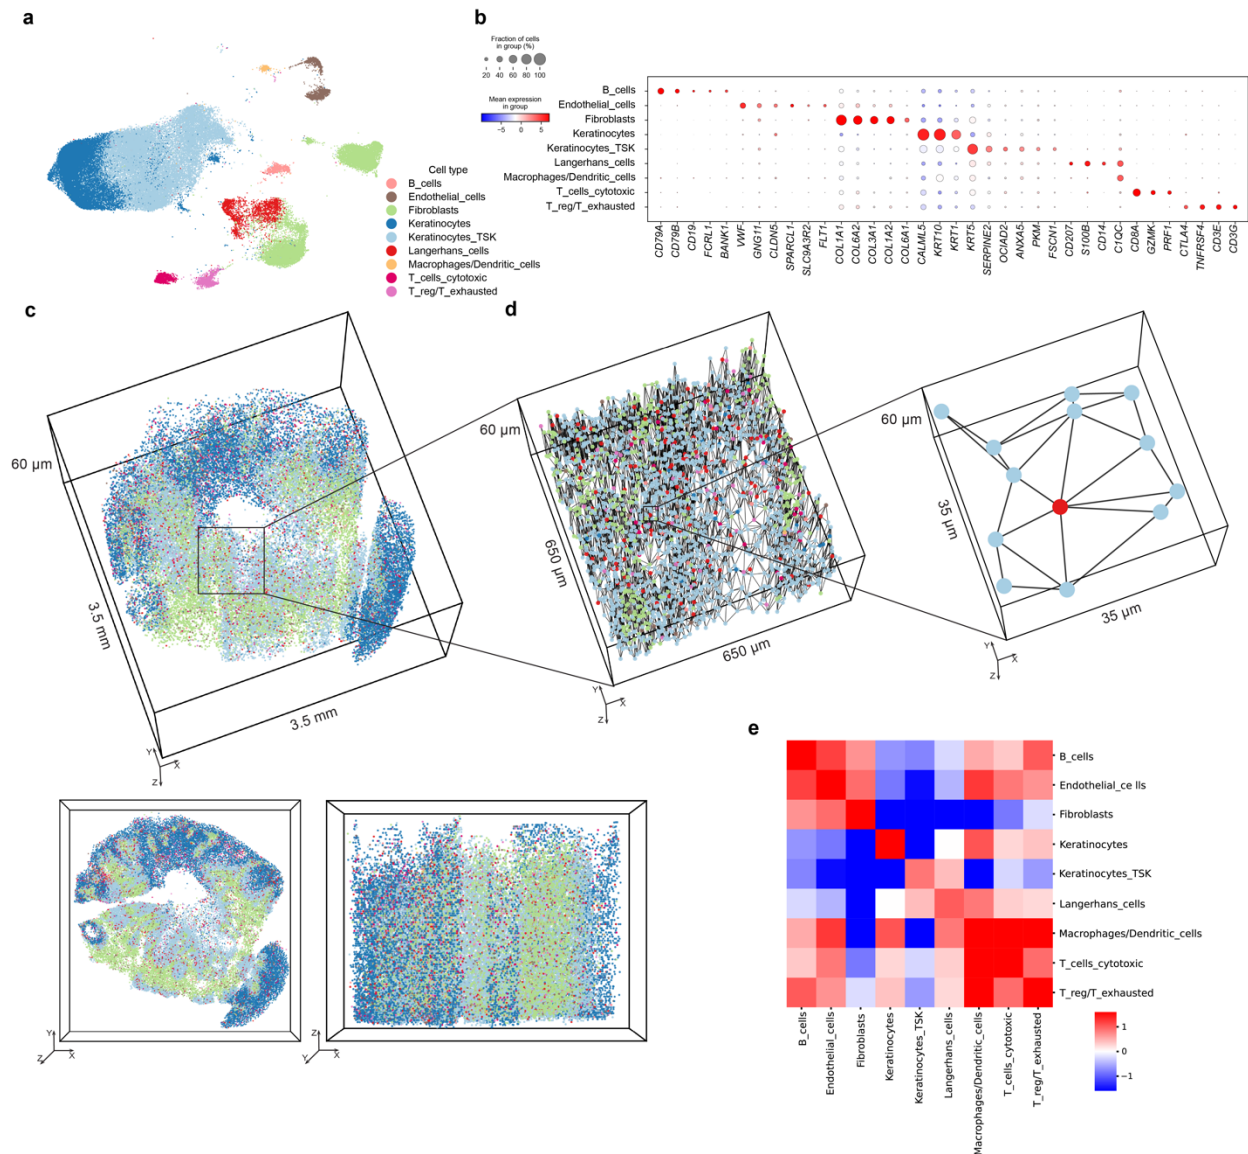 a
Cell type
B_cells
Endothelial_cells
Fibroblasts
Keratinocytes
Keratinocytes_TSK
Langerhans_cells
Macrophages/Dendritic_cells
T_cells_cytotoxic
T_reg/T_exhausted
b
Fraction of cells
in group (%)
20 40 60 80 100
Mean expression
in group
−5 0 5
B_cells
Endothelial_cells
Fibroblasts
Keratinocytes
Keratinocytes_TSK
Langerhans_cells
Macrophages/Dendritic_cells
T_cells_cytotoxic
T_reg/T_exhausted
CD79A
CD79B
CD19
FCRL1
BANK1
VWF
GNG11
CLDN5
SPARCL1
SLC9A3R2
FLT1
COL1A1
COL6A2
COL3A1
COL1A2
COL6A1
CALML5
KRT10
KRT1
KRT5
SERPINE2
OCIAD2
ANXA5
PKM
FSCN1
CD207
S100B
CD14
C1QC
CD8A
GZMK
PRF1
CTLA4
TNFRSF4
CD3E
CD3G
c
60 µm
3.5 mm
3.5 mm
Y
X
Z
Y
Z
X
Z
Y
X
d
60 µm
650 µm
650 µm
Y
X
Z
60 µm
35 µm
35 µm
Y
X
Z
e
B_cells
Endothelial_ce lls
Fibroblasts
Keratinocytes
Keratinocytes_TSK
Langerhans_cells
Macrophages/Dendritic_cells
T_cells_cytotoxic
T_reg/T_exhausted
B_cells
Endothelial_cells
Fibroblasts
Keratinocytes
Keratinocytes_TSK
Langerhans_cells
Macrophages/Dendritic_cells
T_cells_cytotoxic
T_reg/T_exhausted
1
0
−1